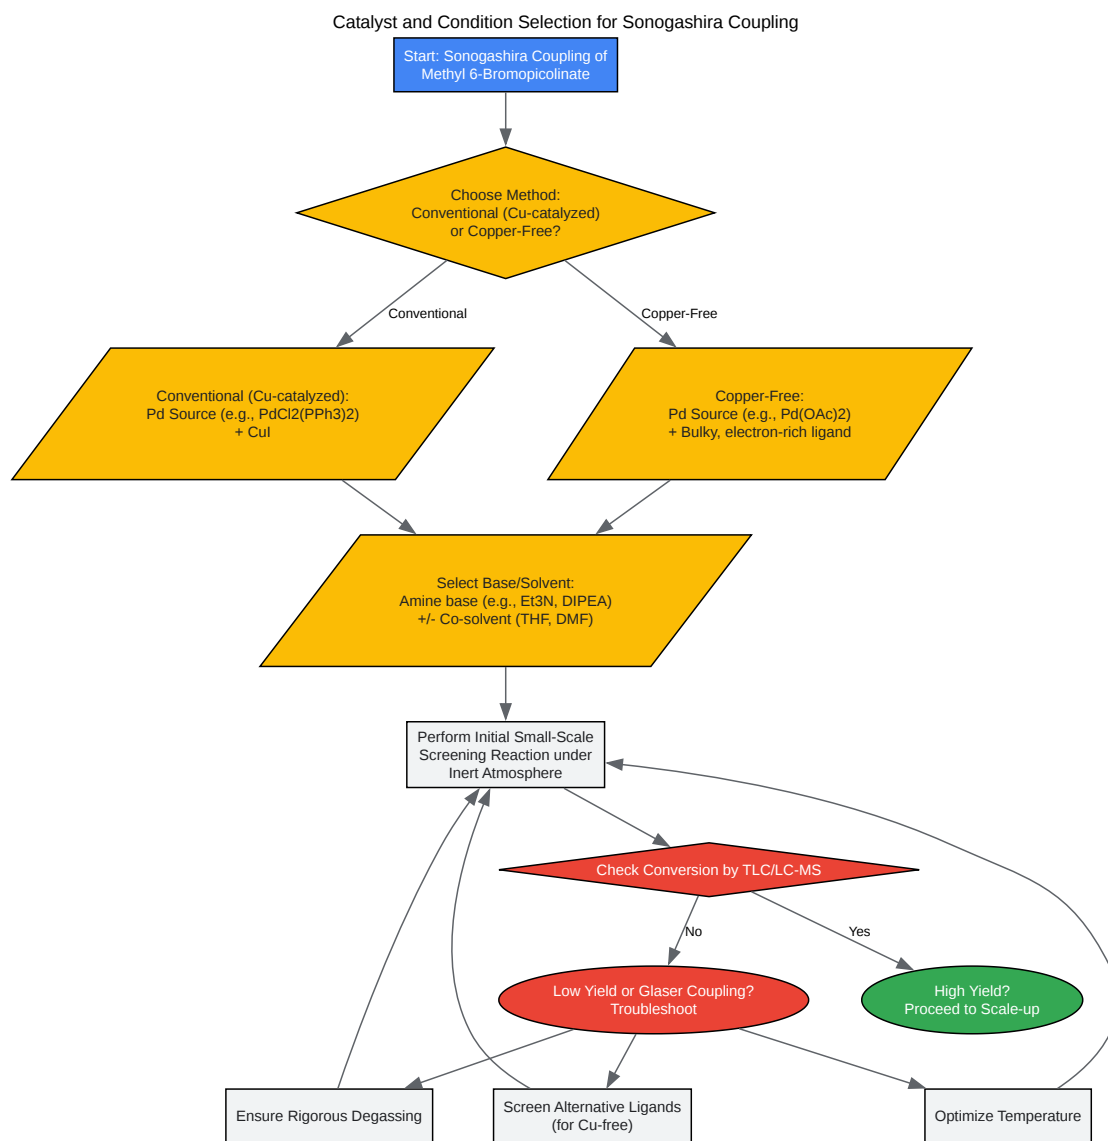 Catalyst and Condition Selection for Sonogashira Coupling
Start: Sonogashira Coupling of
Methyl 6-Bromopicolinate
Choose Method:
Conventional (Cu-catalyzed)
or Copper-Free?
Conventional
Copper-Free
Conventional (Cu-catalyzed):
Pd Source (e.g., PdCl2(PPh3)2)
+ CuI
Copper-Free:
Pd Source (e.g., Pd(OAc)2)
+ Bulky, electron-rich ligand
Select Base/Solvent:
Amine base (e.g., Et3N, DIPEA)
+/- Co-solvent (THF, DMF)
Perform Initial Small-Scale
Screening Reaction under
Inert Atmosphere
Check Conversion by TLC/LC-MS
No
Yes
Low Yield or Glaser Coupling?
Troubleshoot
High Yield?
Proceed to Scale-up
Ensure Rigorous Degassing
Screen Alternative Ligands
(for Cu-free)
Optimize Temperature